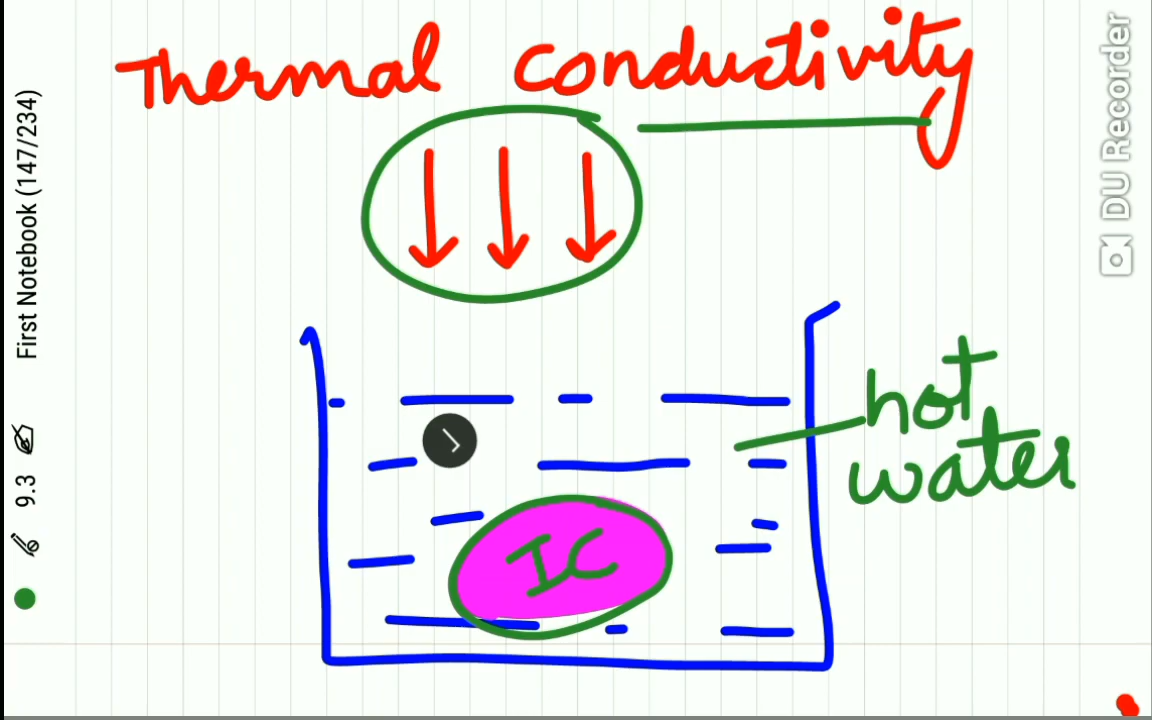 Thermal conductivity
hot
water
IC
First Notebook (147/234)
9.3
DU Recorder